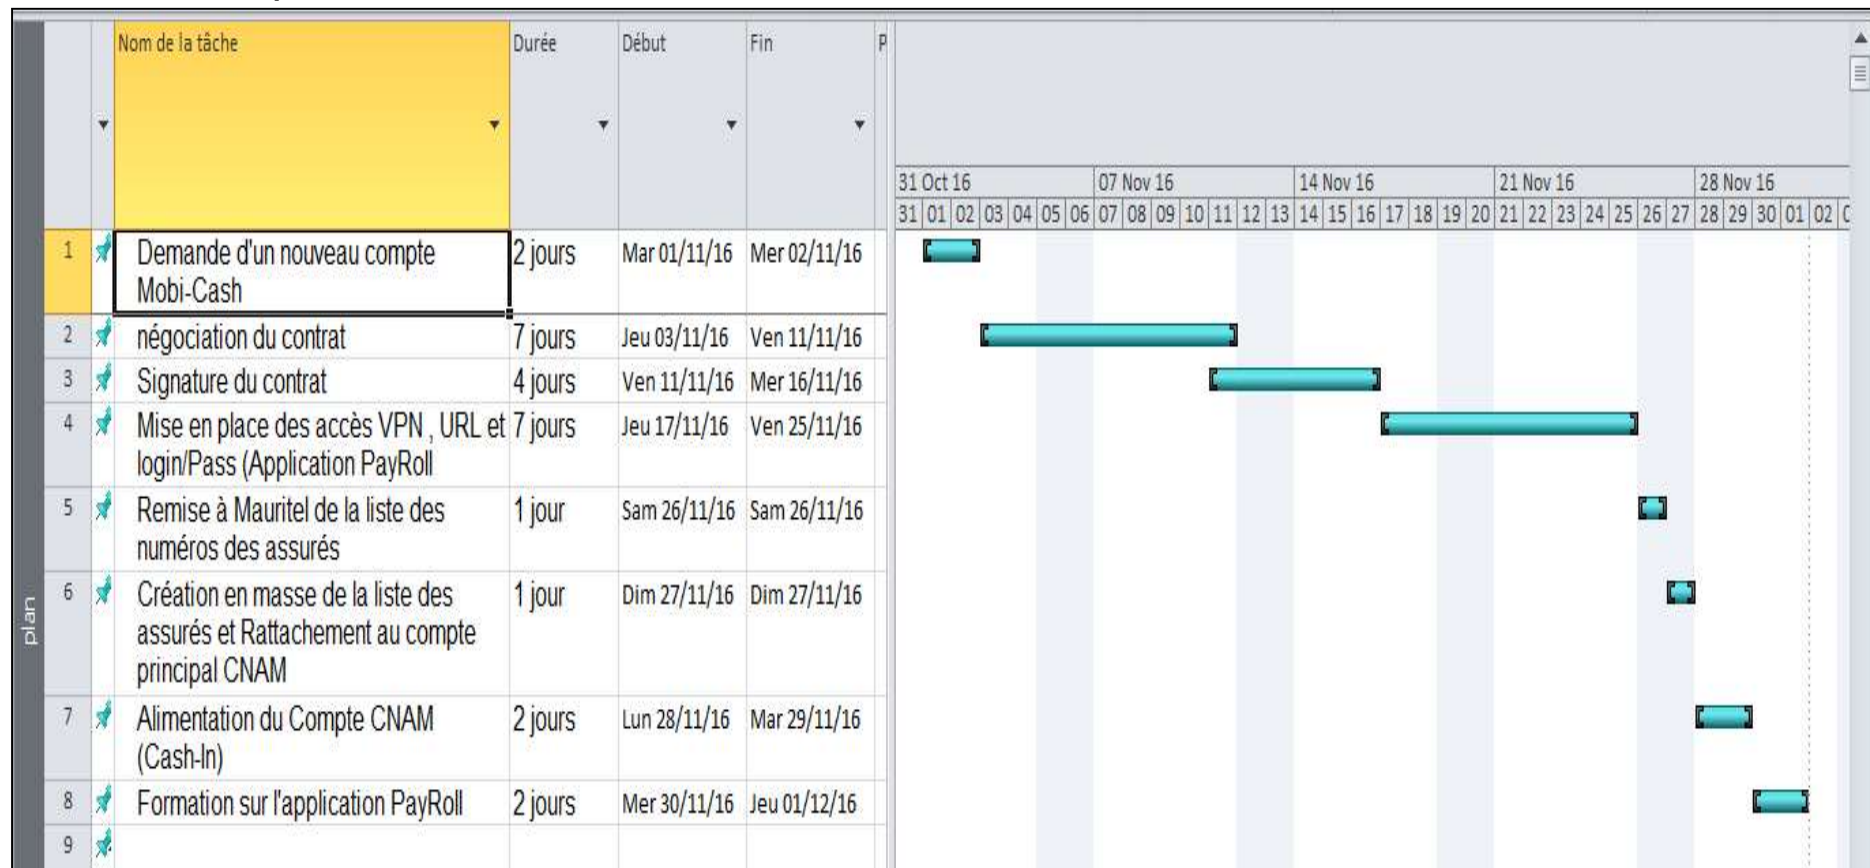 Nom de la tâche Durée Début Fin P
31 Oct 16 07 Nov 16 14 Nov 16 21 Nov 16 28 Nov 16
31 01 02 03 04 05 06 07 08 09 10 11 12 13 14 15 16 17 18 19 20 21 22 23 24 25 26 27 28 29 30 01 02
1 Demande d'un nouveau compte 2 jours Mar 01/11/16 Mer 02/11/16
Mobi-Cash
2 négociation du contrat 7 jours Jeu 03/11/16 Ven 11/11/16
3 Signature du contrat 4 jours Ven 11/11/16 Mer 16/11/16
4 Mise en place des accès VPN , URL et 7 jours Jeu 17/11/16 Ven 25/11/16
login/Pass (Application PayRoll
5 Remise à Mauritel de la liste des 1 jour Sam 26/11/16 Sam 26/11/16
numéros des assurés
6 Création en masse de la liste des 1 jour Dim 27/11/16 Dim 27/11/16
assurés et Rattachement au compte
principal CNAM
plan
7 Alimentation du Compte CNAM 2 jours Lun 28/11/16 Mar 29/11/16
(Cash-In)
8 Formation sur l'application PayRoll 2 jours Mer 30/11/16 Jeu 01/12/16
9